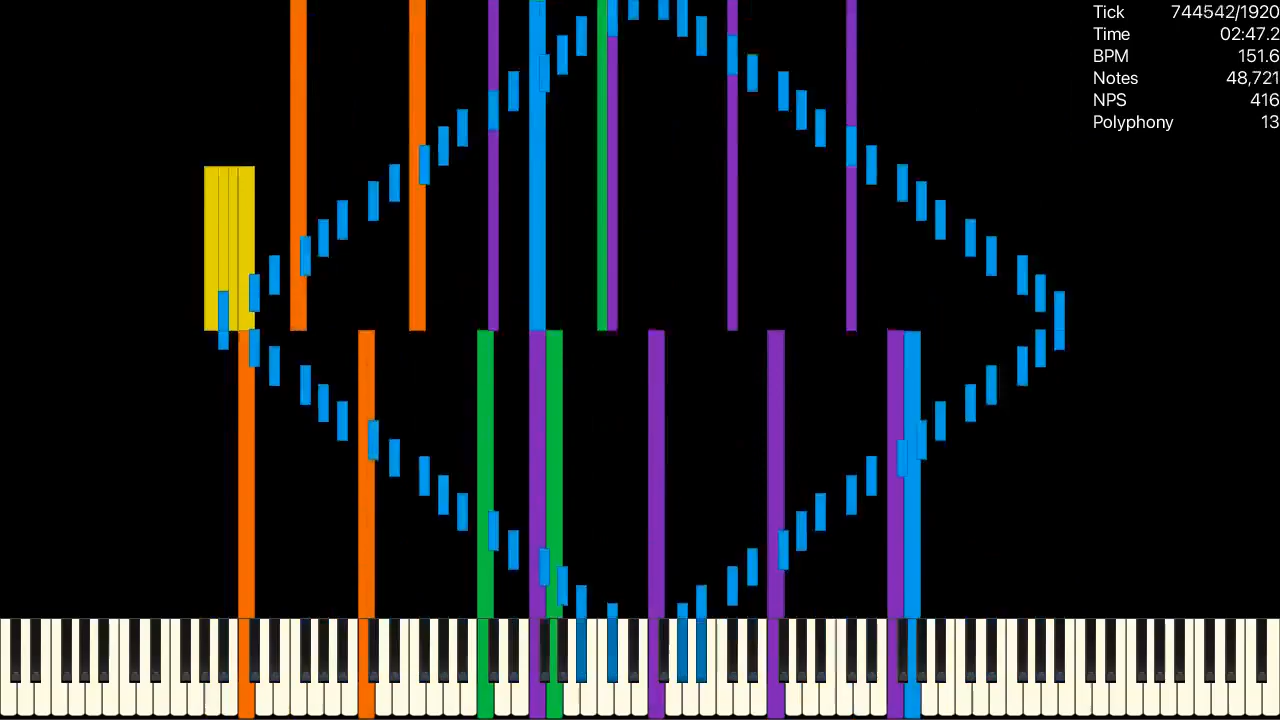 Tick 744542/1920
Time 02:47.2
BPM 151.6
Notes 48,721
NPS 416
Polyphony 13